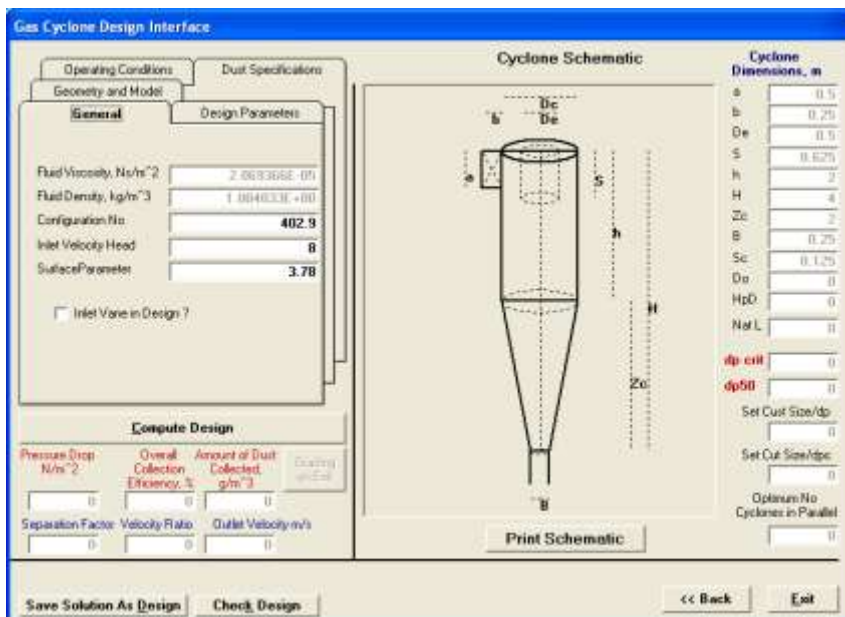 Gas Cyclone Design Interface
Operating Conditions
Dust Specifications
Geometry and Model
General
Design Parameters
Fluid Viscosity, Ns/m^2
2.069366E-05
Fluid Density, kg/m^3
Configuration No
402.9
Inlet Velocity Head
8
SurfaceParameter
3.78
Inlet Vane in Design ?
Compute Design
Pressure Drop N/m^2
0
Overall Collection Efficiency, %
0
Amount of Dust Collected, g/m^3
0
Separation Factor
0
Velocity Ratio
0
Outlet Velocity m/s
0
Save Solution As Design
Check Design
Cyclone Schematic
Dc
b
De
a
S
h
H
Zc
B
Print Schematic
Cyclone
Dimensions, m
a 0.5
b 0.25
De 0.5
S 0.625
h 2
H 4
Zc 2
B 0.25
Sc 0.125
Do 0
HpD 0
Nat L 0
dp crit 0
dp50 0
Set Cust Size/dp
0
Set Cut Size/dpc
0
Optimum No
Cyclones in Parallel
0
<< Back
Exit